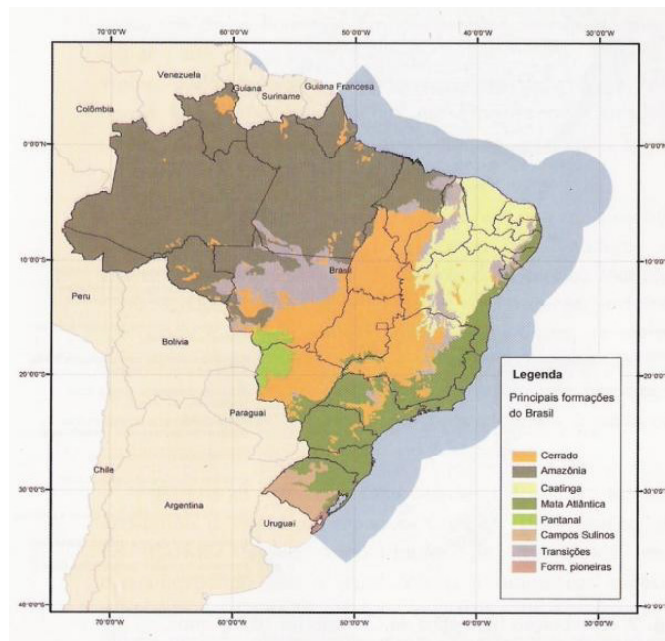 70°0'0"W 60°0'0"W 50°0'0"W 40°0'0"W 30°0'0"W
Venezuela
Guiana
Guiana Francesa
Suriname
Colômbia
0°0'0"N 0°0'0"N
10°0'0"S 10°0'0"S
Brasil
Peru
Bolívia
20°0'0"S 20°0'0"S
Paraguai
Chile
30°0'0"S 30°0'0"S
Argentina
Uruguai
40°0'0"S 40°0'0"S
70°0'0"W 60°0'0"W 50°0'0"W 40°0'0"W 30°0'0"W
Legenda
Principais formações
do Brasil
Cerrado
Amazônia
Caatinga
Mata Atlântica
Pantanal
Campos Sulinos
Transições
Form. pioneiras